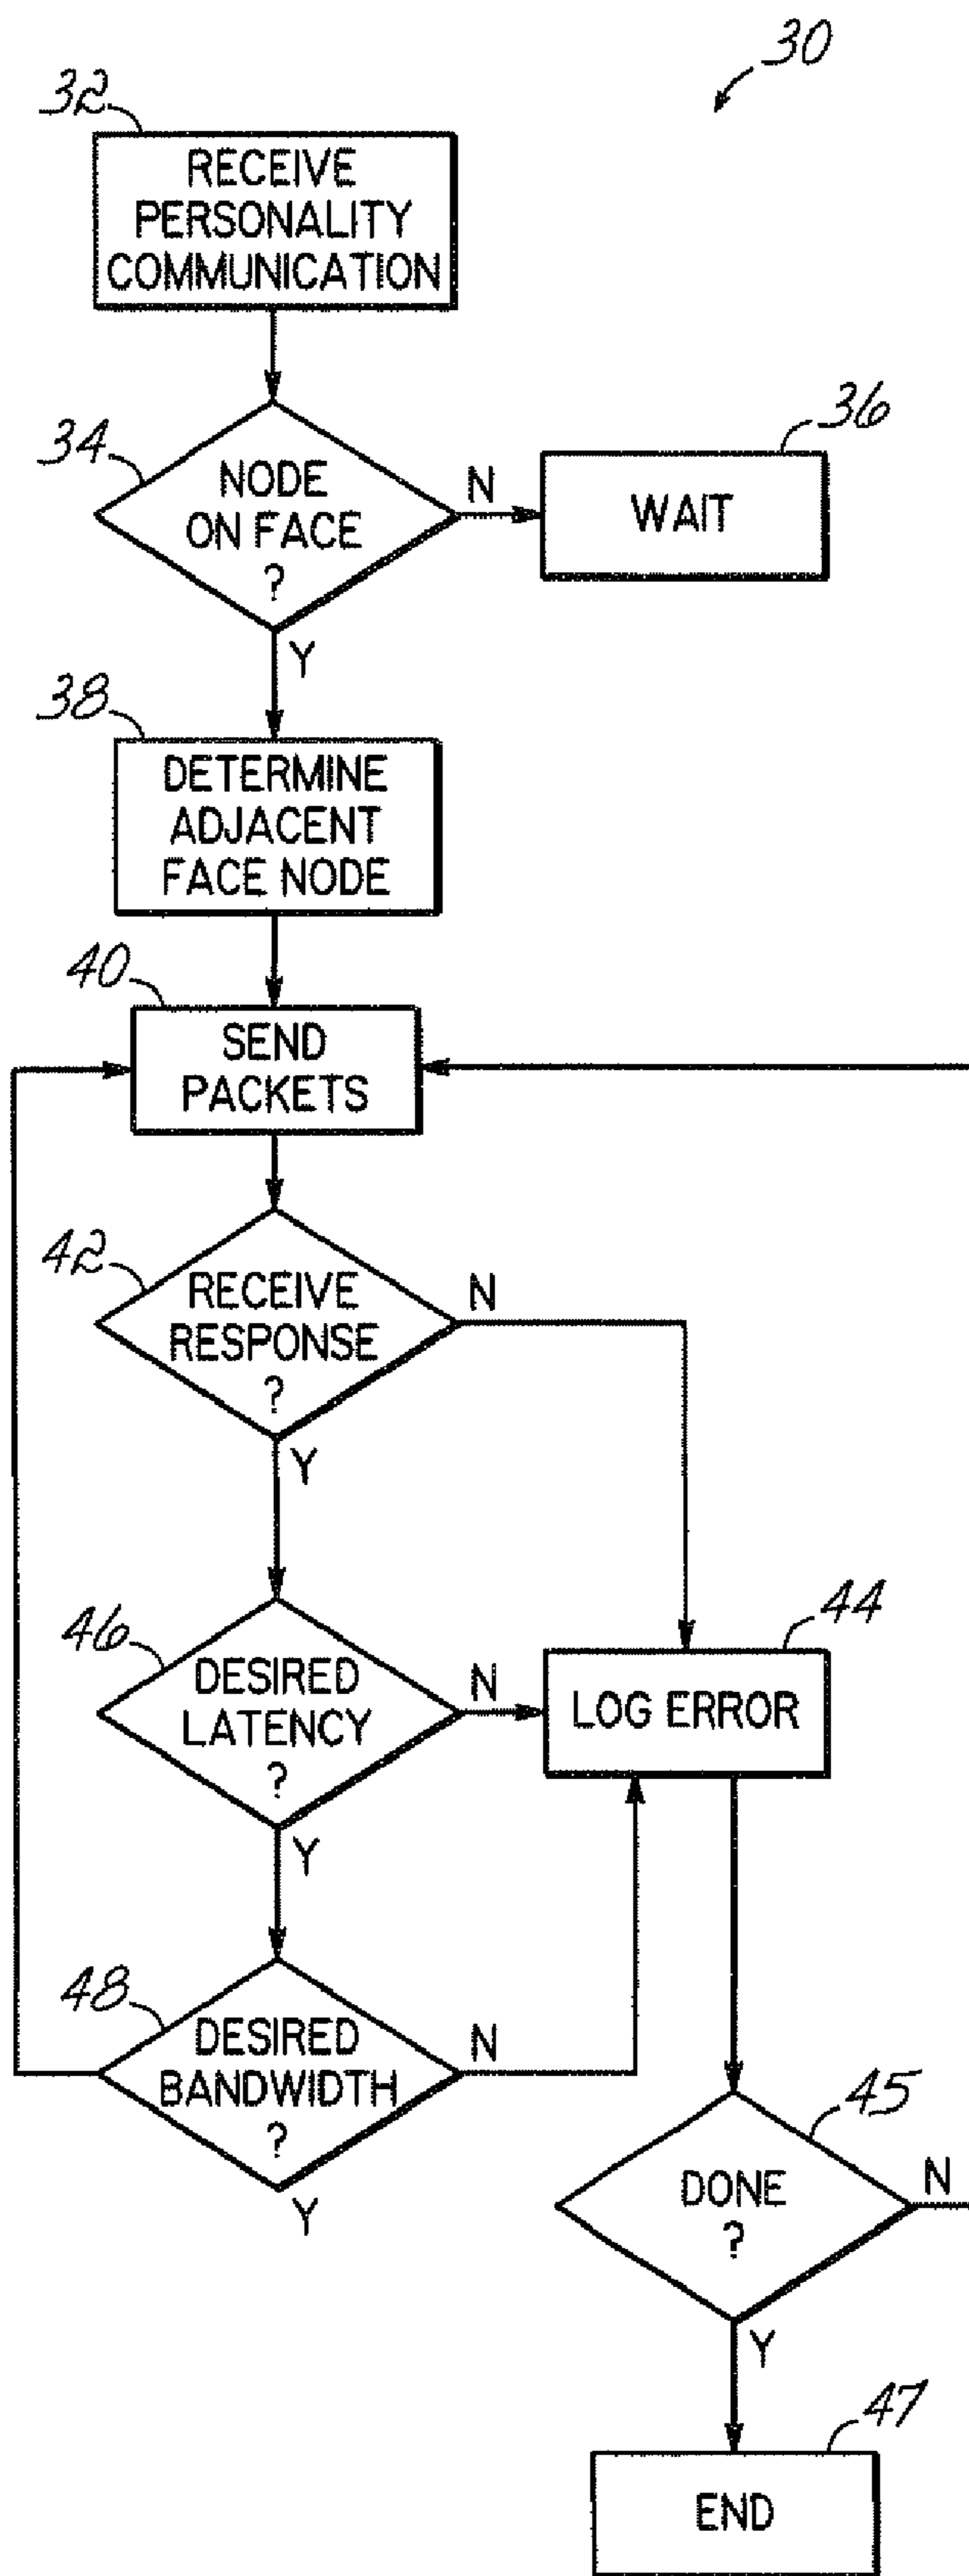 30
32
RECEIVE
PERSONALITY
COMMUNICATION
34
NODE
ON FACE
?
N
36
WAIT
Y
38
DETERMINE
ADJACENT
FACE NODE
40
SEND
PACKETS
42
RECEIVE
RESPONSE
?
N
Y
46
DESIRED
LATENCY
?
N
44
LOG ERROR
Y
48
DESIRED
BANDWIDTH
?
N
Y
45
DONE
?
N
Y
47
END